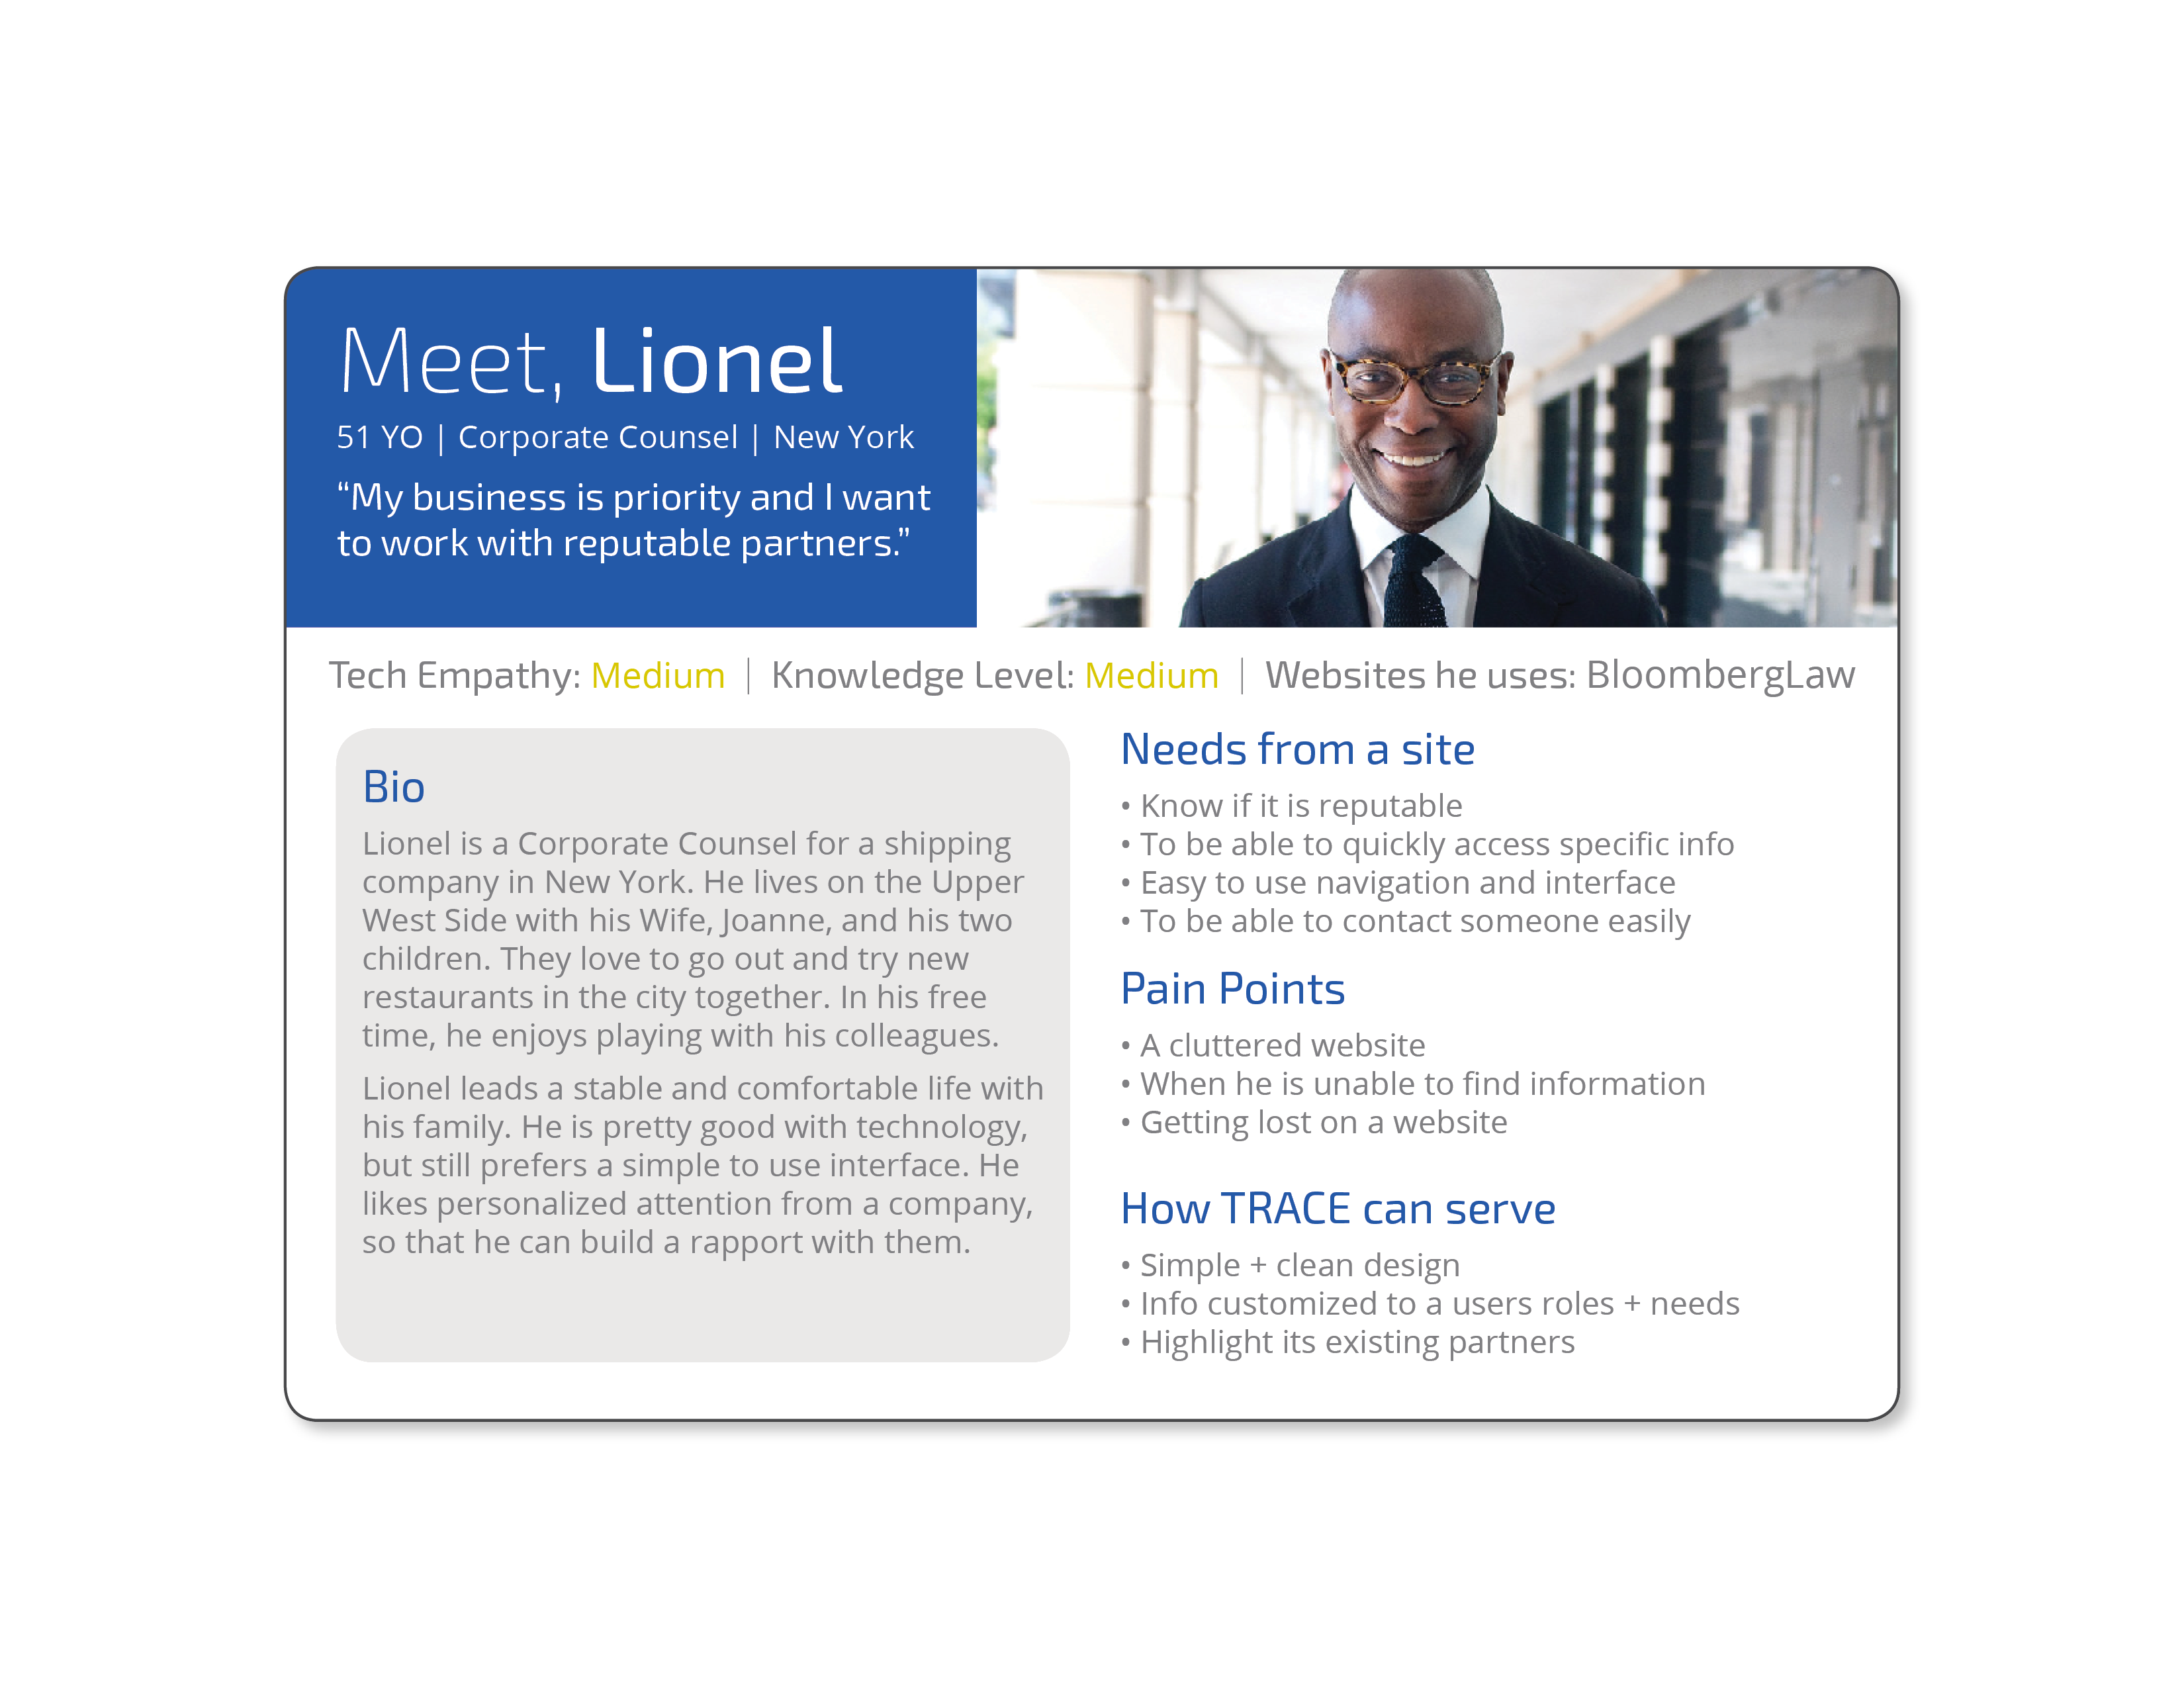 Meet, Lionel
51 YO | Corporate Counsel | New York
“My business is priority and I want
to work with reputable partners.”
Tech Empathy: Medium | Knowledge Level: Medium | Websites he uses: BloombergLaw
Bio
Lionel is a Corporate Counsel for a shipping
company in New York. He lives on the Upper
West Side with his Wife, Joanne, and his two
children. They love to go out and try new
restaurants in the city together. In his free
time, he enjoys playing with his colleagues.
Lionel leads a stable and comfortable life with
his family. He is pretty good with technology,
but still prefers a simple to use interface. He
likes personalized attention from a company,
so that he can build a rapport with them.
Needs from a site
• Know if it is reputable
• To be able to quickly access specific info
• Easy to use navigation and interface
• To be able to contact someone easily
Pain Points
• A cluttered website
• When he is unable to find information
• Getting lost on a website
How TRACE can serve
• Simple + clean design
• Info customized to a users roles + needs
• Highlight its existing partners